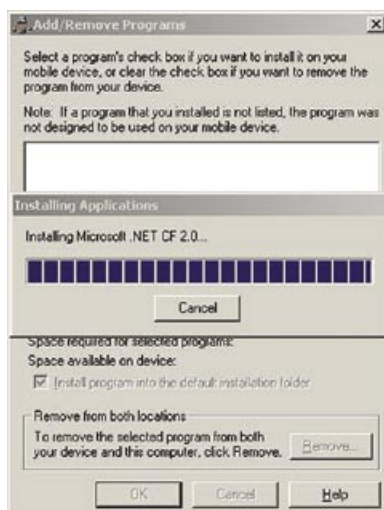 Add/Remove Programs
Select a program's check box if you want to install it on your
mobile device, or clear the check box if you want to remove the
program from your device.
Note: If a program that you installed is not listed, the program was
not designed to be used on your mobile device.
Installing Applications
Installing Microsoft .NET CF 2.0...
Cancel
Space required for selected programs:
Space available on device:
Install program into the default installation folder
Remove from both locations
To remove the selected program from both
your device and this computer, click Remove.
Remove...
OK
Cancel
Help